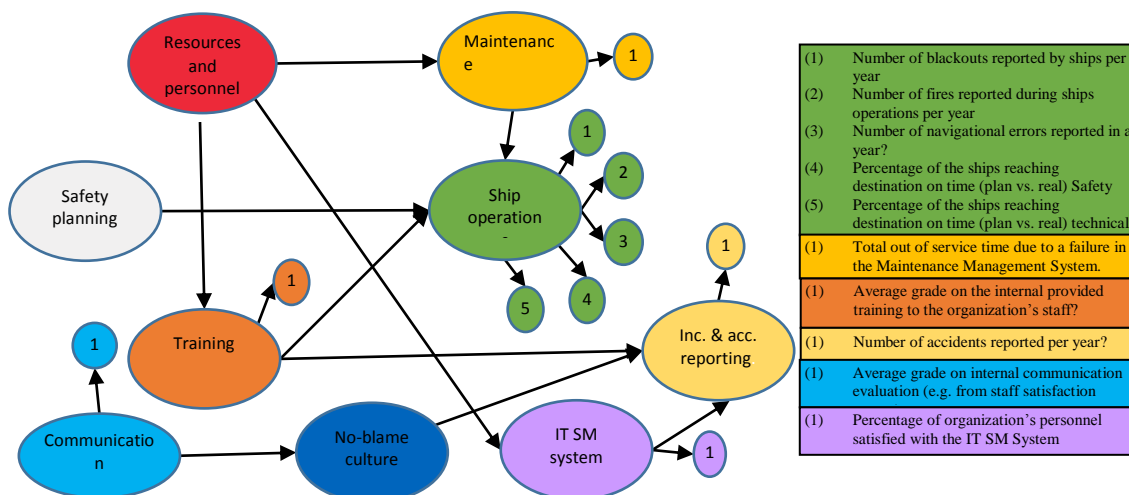 Resources
and
personnel
Maintenanc
e
1
1
Ship
operation
2
3
4
5
Safety
planning
1
Training
1
Inc. & acc.
reporting
1
Communicatio
n
No-blame
culture
IT SM
system
1
(1) Number of blackouts reported by ships per
year
(2) Number of fires reported during ships
operations per year
(3) Number of navigational errors reported in a
year?
(4) Percentage of the ships reaching
destination on time (plan vs. real) Safety
(5) Percentage of the ships reaching
destination on time (plan vs. real) technical
(1) Total out of service time due to a failure in
the Maintenance Management System.
(1) Average grade on the internal provided
training to the organization’s staff?
(1) Number of accidents reported per year?
(1) Average grade on internal communication
evaluation (e.g. from staff satisfaction
(1) Percentage of organization’s personnel
satisfied with the IT SM System